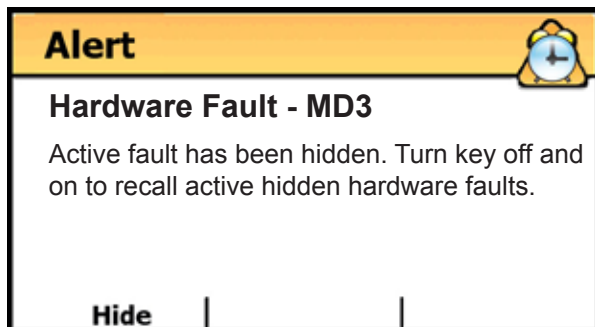 Alert
Hardware Fault - MD3
Active fault has been hidden. Turn key off and
on to recall active hidden hardware faults.
Hide